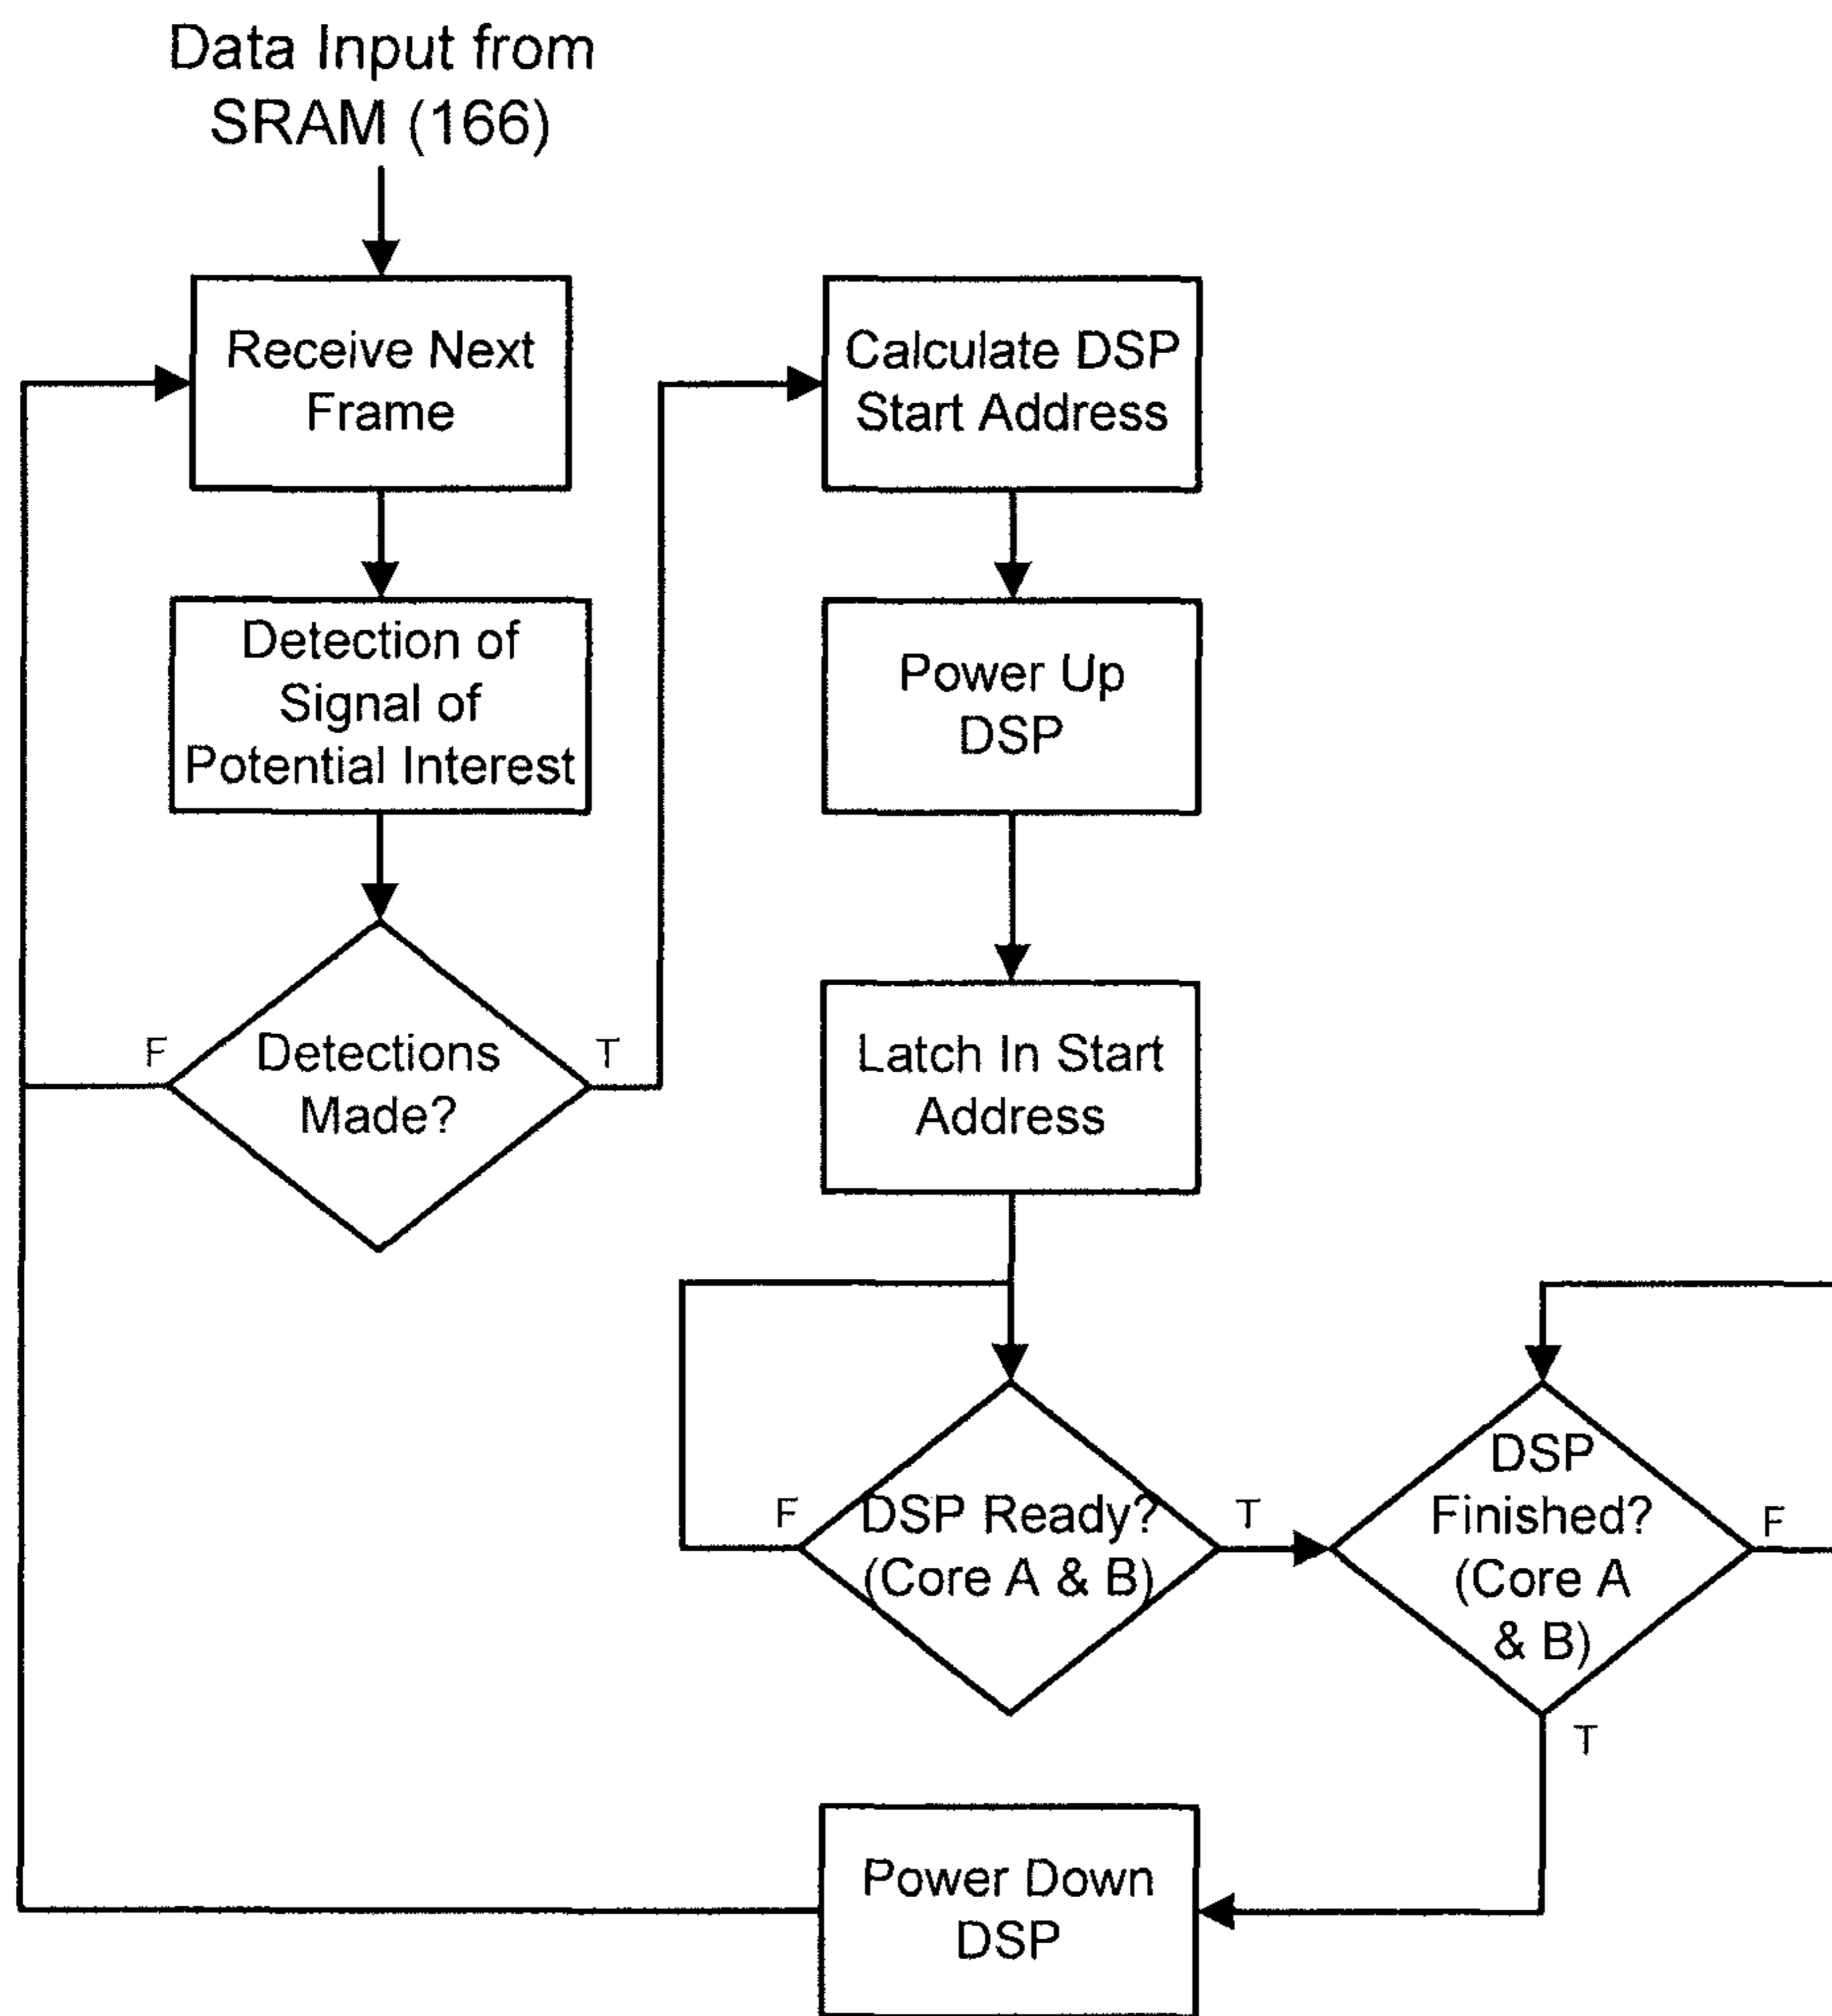 Data Input from
SRAM (166)
Receive Next
Frame
Detection of
Signal of
Potential Interest
Detections
Made?
F
T
Calculate DSP
Start Address
Power Up
DSP
Latch In Start
Address
DSP Ready?
(Core A & B)
F
T
DSP
Finished?
(Core A
& B)
F
T
Power Down
DSP